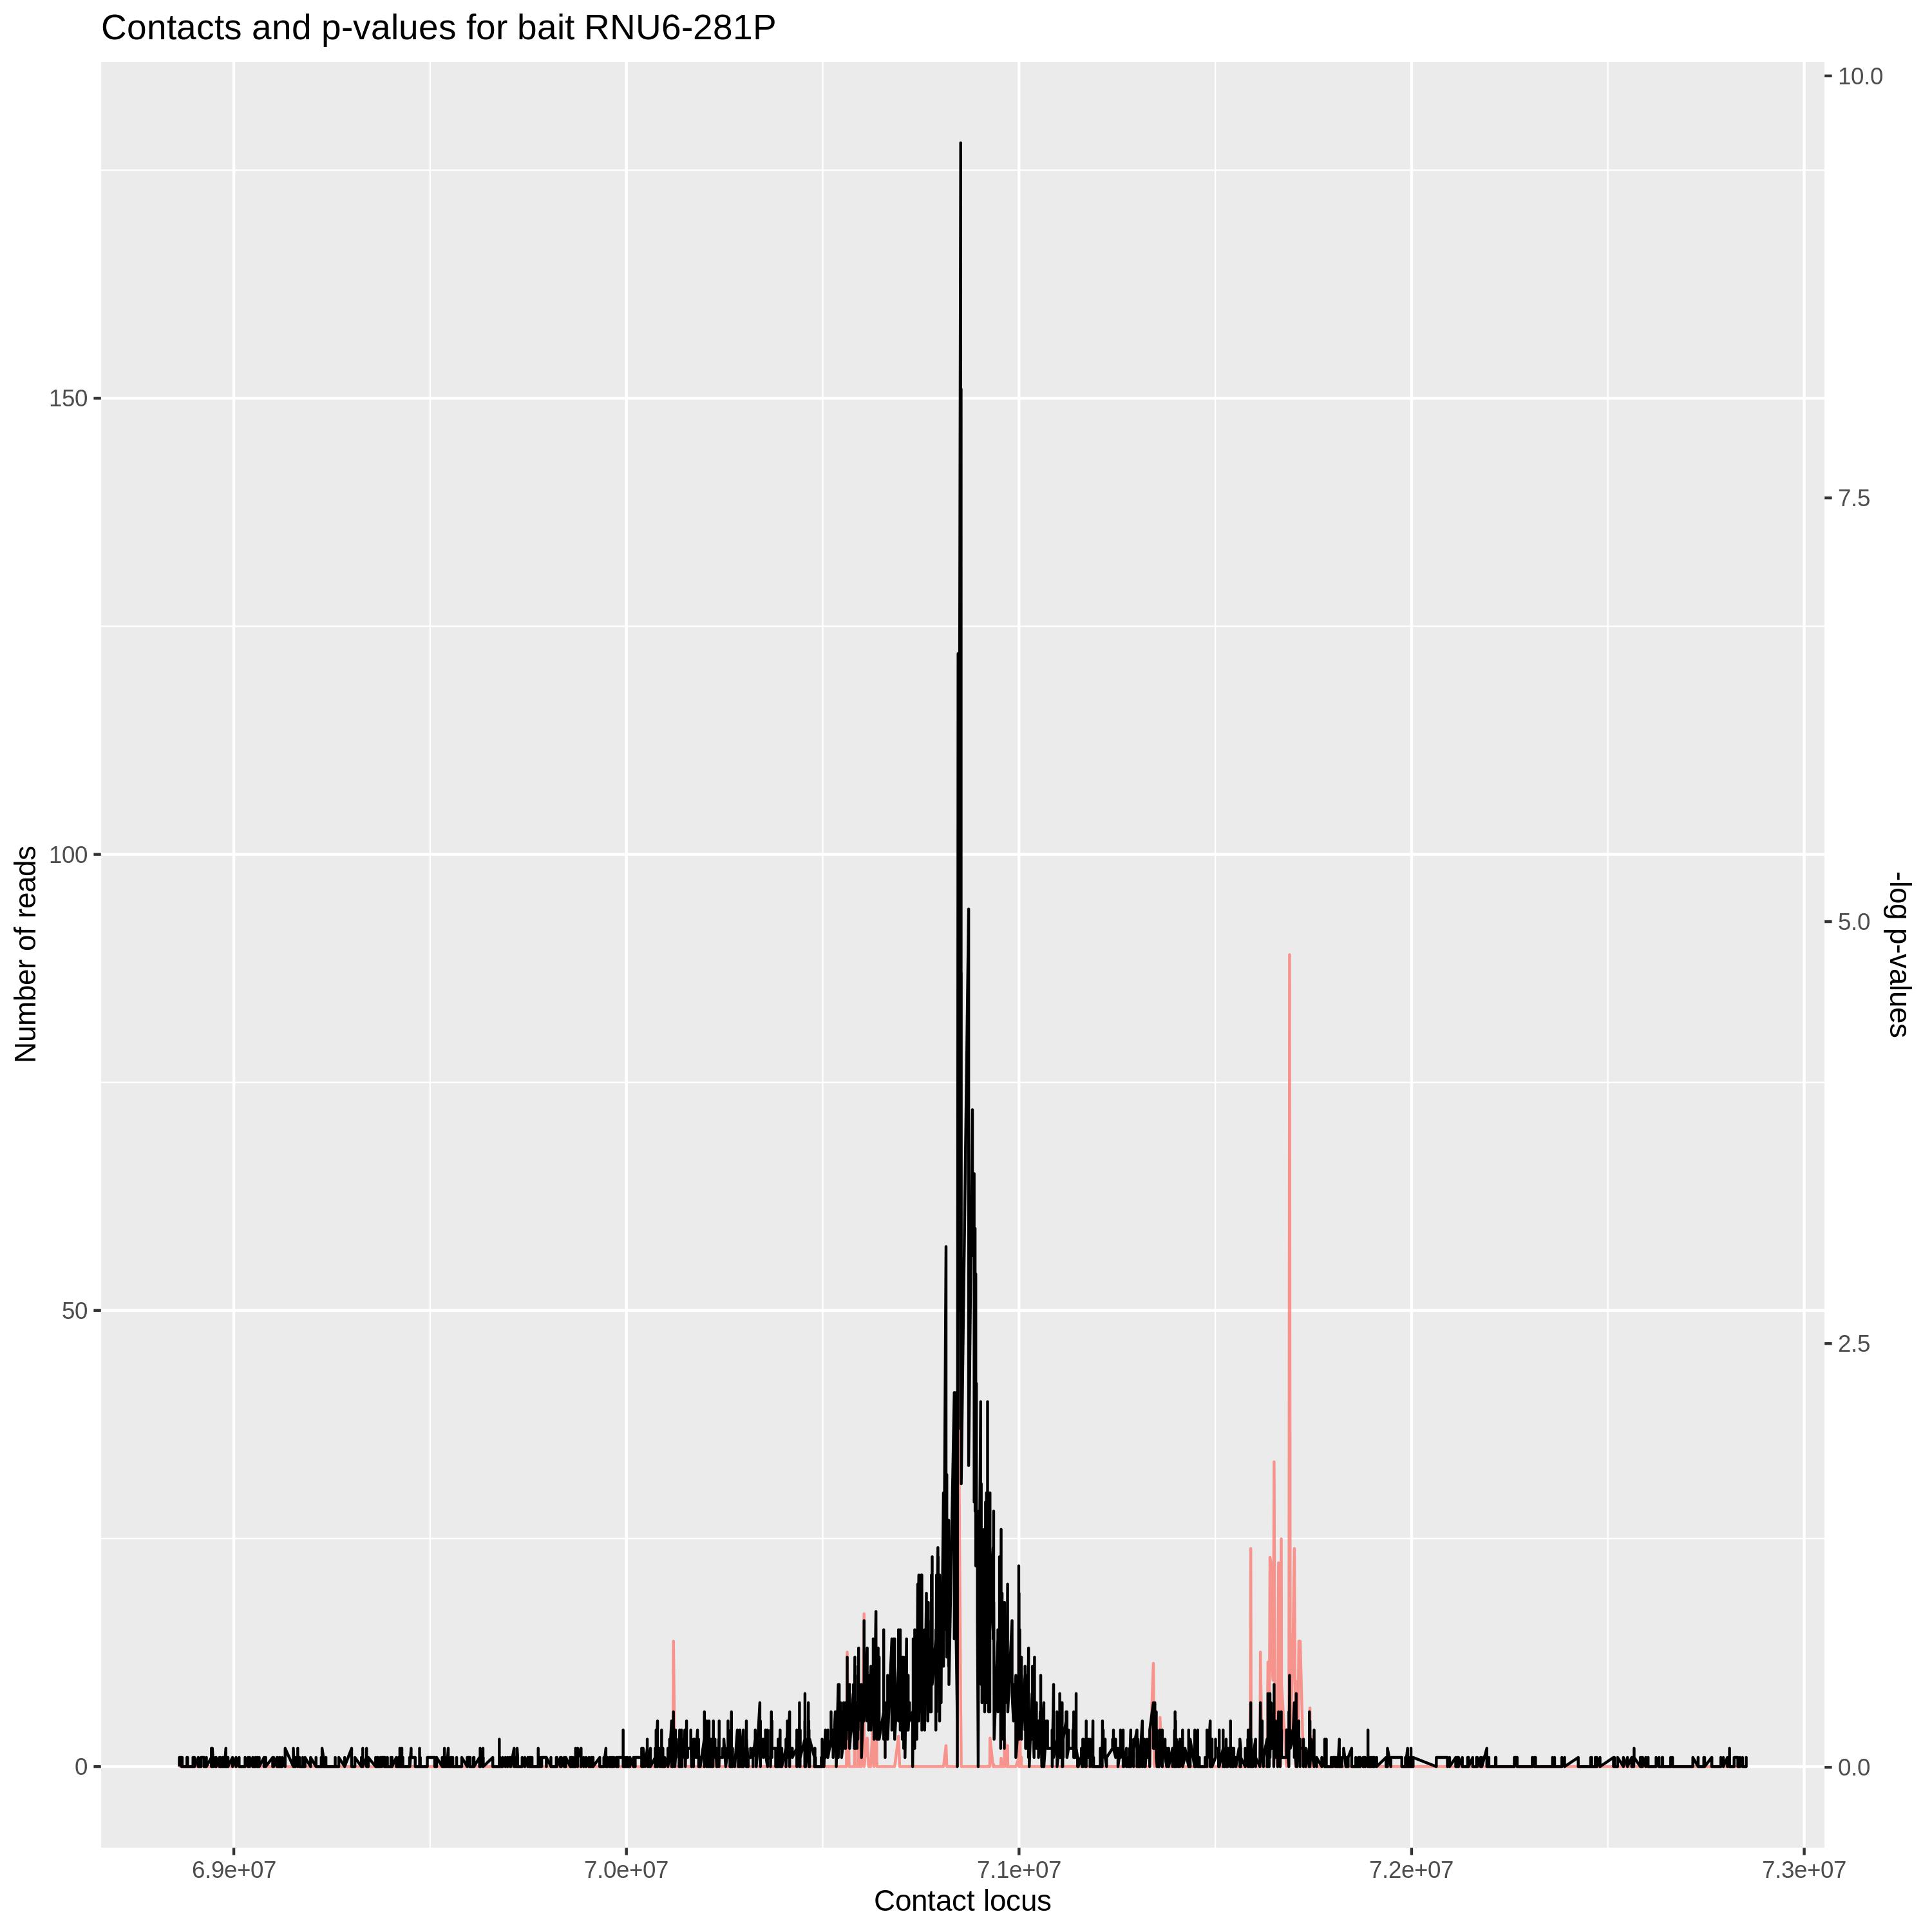 Contacts and p-values for bait RNU6-281P
10.0
150
7.5
Number of reads
100
5.0
-log p-values
50
2.5
0
0.0
6.9e+07 7.0e+07 7.1e+07 7.2e+07 7.3e+07
Contact locus